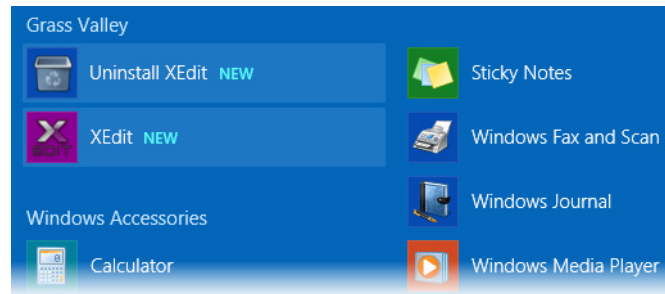 Grass Valley
Uninstall XEdit NEW
XEdit NEW
Windows Accessories
Calculator
Sticky Notes
Windows Fax and Scan
Windows Journal
Windows Media Player